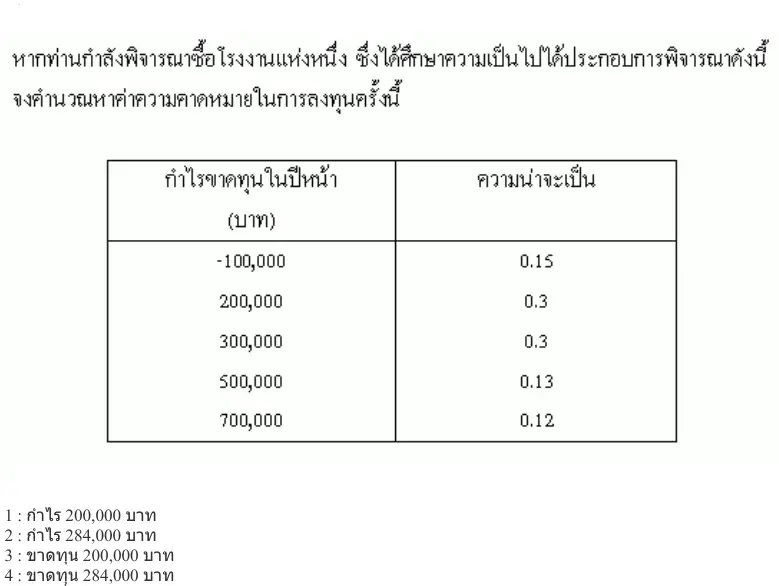 หากท่านกำลังพิจารณาซื้อโรงงานแห่งหนึ่ง ซึ่งได้ศึกษาความเป็นไปได้ประกอบการพิจารณาดังนี้
จงคำนวณหาค่าความคาดหมายในการลงทุนครั้งนี้
กำไรขาดทุนในปีหน้า ความน่าจะเป็น
(บาท)
-100,000 0.15
200,000 0.3
300,000 0.3
500,000 0.13
700,000 0.12
1 : กำไร 200,000 บาท
2 : กำไร 284,000 บาท
3 : ขาดทุน 200,000 บาท
4 : ขาดทุน 284,000 บาท